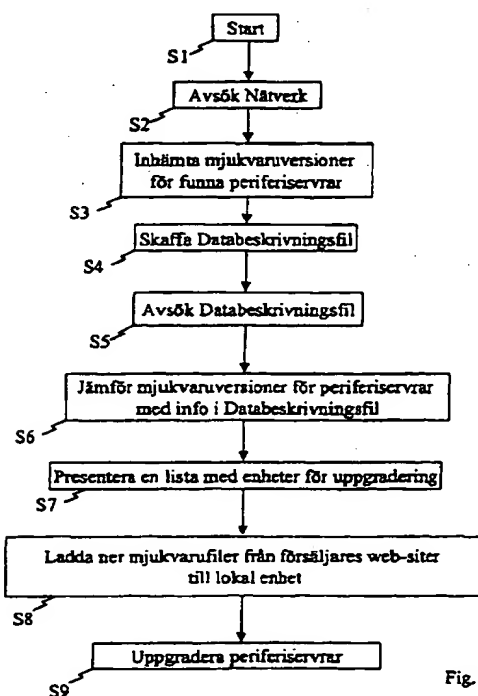 Start
S1
Avsök Nätverk
S2
Inhämta mjukvaruversioner
för funna periferiservrar
S3
Skaffa Databeskrivningsfil
S4
Avsök Databeskrivningsfil
S5
Jämför mjukvaruversioner för periferiservrar
med info i Databeskrivningsfil
S6
Presentera en lista med enheter för uppgradering
S7
Ladda ner mjukvarufiler från försäljares web-siter
till lokal enhet
S8
Uppgradera periferiservrar
S9
Fig.